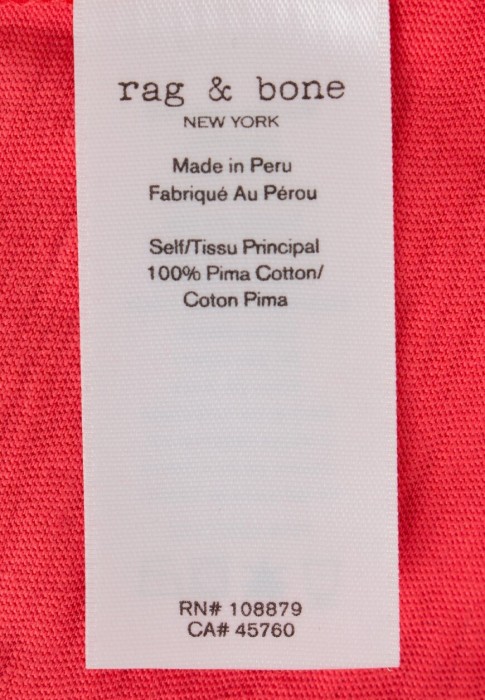 rag & bone
NEW YORK
Made in Peru
Fabriqué Au Pérou
Self/Tissu Principal
100% Pima Cotton/
Coton Pima
RN# 108879
CA# 45760